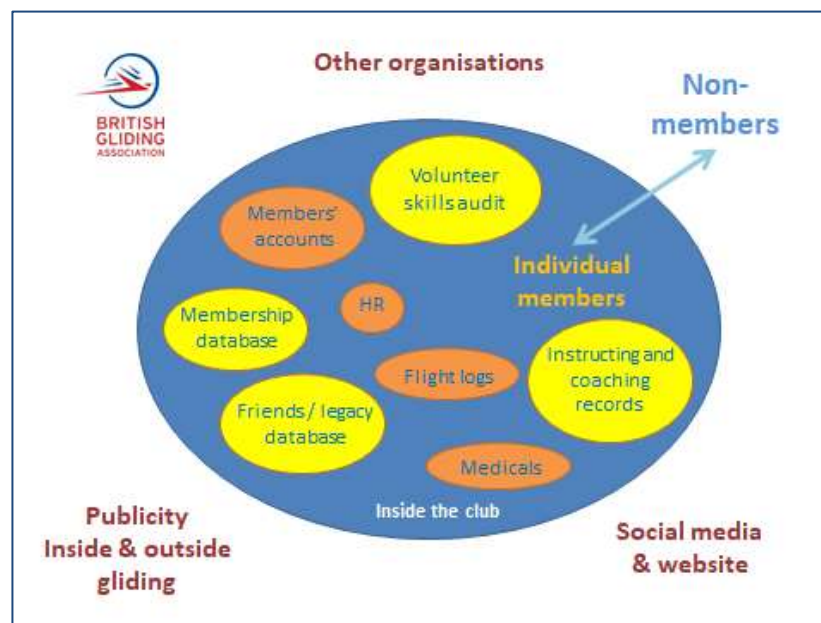 Other organisations
BRITISH
GLIDING
ASSOCIATION
Non-
members
Volunteer
skills audit
Members'
accounts
Individual
members
HR
Membership
database
Instructing and
coaching
records
Flight logs
Friends / legacy
database
Medicals
Inside the club
Publicity
Inside & outside
gliding
Social media
& website